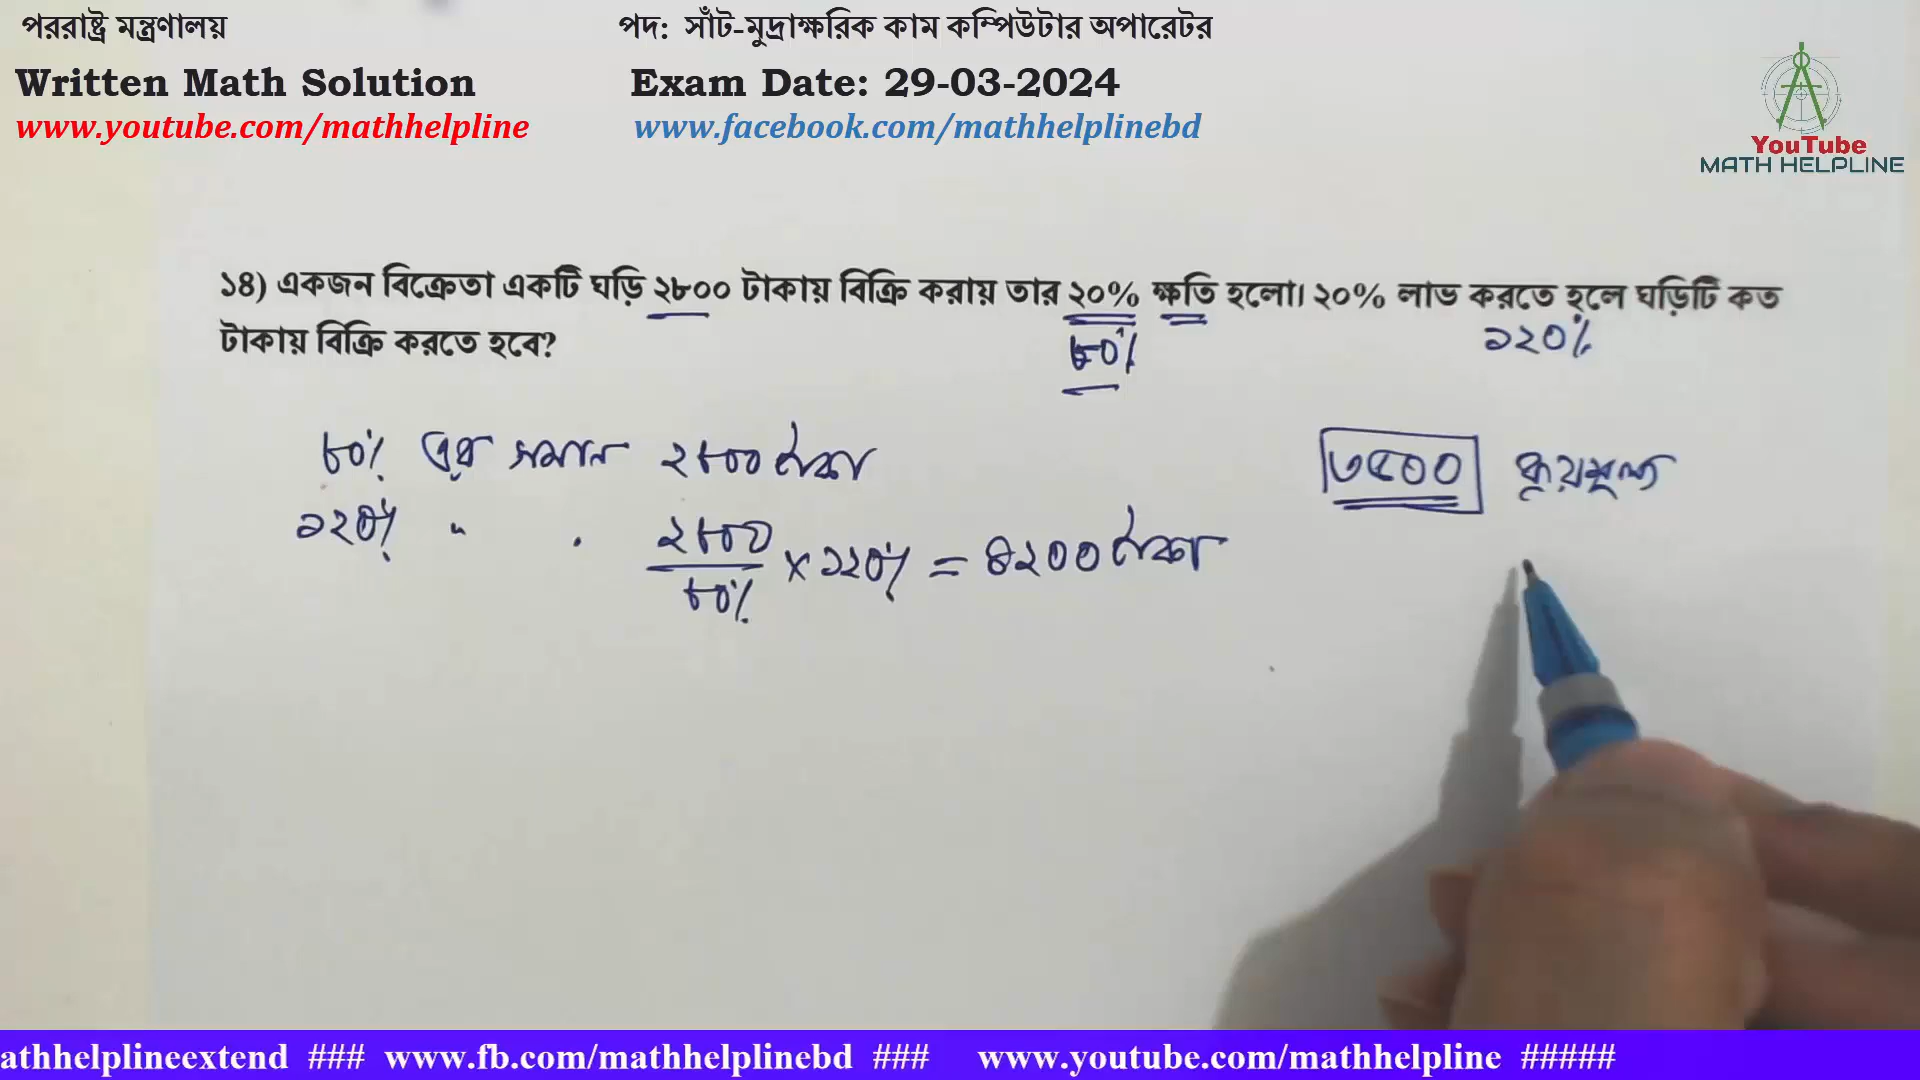 পররাষ্ট্র মন্ত্রণালয়
পদ: সাঁট-মুদ্রাক্ষরিক কাম কম্পিউটার অপারেটর
Written Math Solution
Exam Date: 29-03-2024
www.youtube.com/mathhelpline
www.facebook.com/mathhelplinebd
YouTube
MATH HELPLINE
১৪) একজন বিক্রেতা একটি ঘড়ি ২৮০০ টাকায় বিক্রি করায় তার ২০% ক্ষতি হলো। ২০% লাভ করতে হলে ঘড়িটি কত
টাকায় বিক্রি করতে হবে?
৮০%
১২০%
৮০% এর সমান ২৮০০ টাকা
৩৫০০ ক্রয়মূল্য
১২০% " " ২৮০০/৮০% × ১২০% = ৪২০০ টাকা
athhelplineextend ### www.fb.com/mathhelplinebd ### www.youtube.com/mathhelpline #####